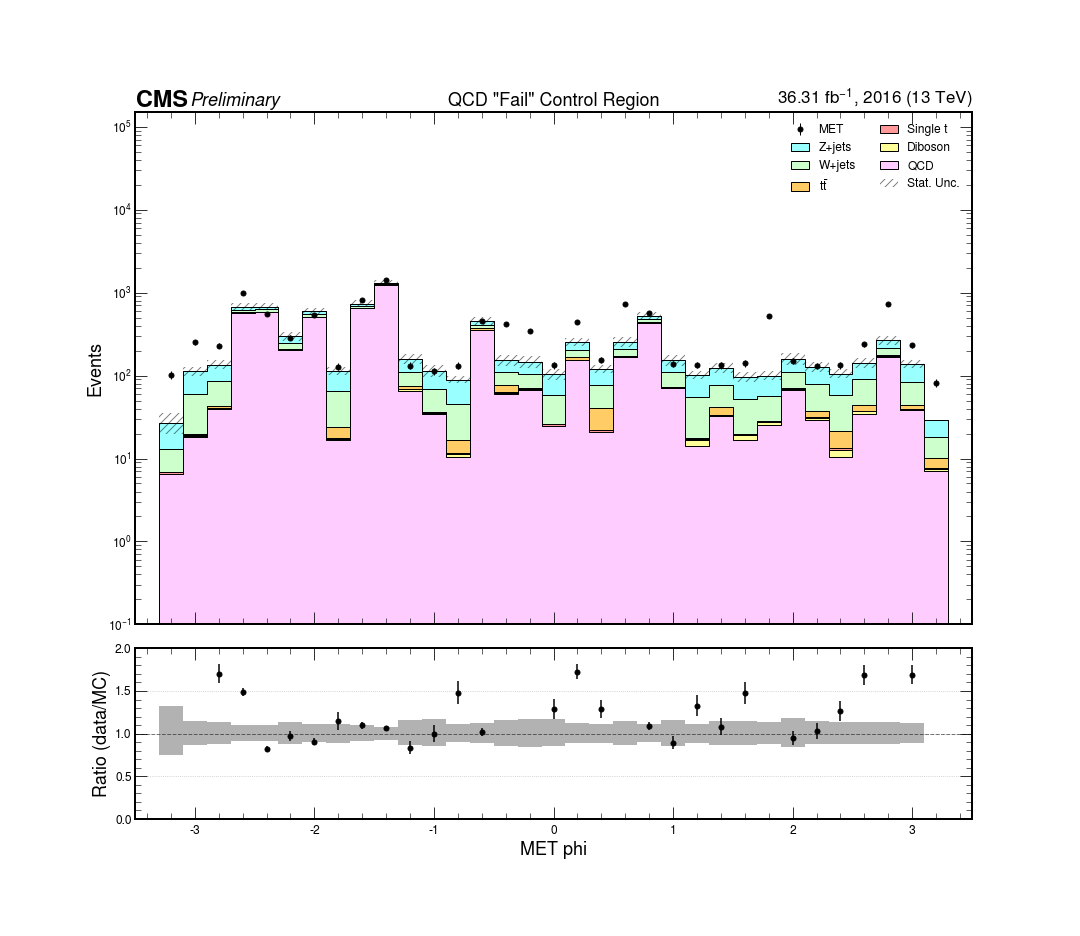 CMS Preliminary QCD "Fail" Control Region 36.31 fb⁻¹, 2016 (13 TeV)
MET Single t
Z+jets Diboson
W+jets QCD
tt̄ Stat. Unc.
Events
10⁵
10⁴
10³
10²
10¹
10⁰
10⁻¹
Ratio (data/MC)
2.0
1.5
1.0
0.5
0.0
-3 -2 -1 0 1 2 3
MET phi